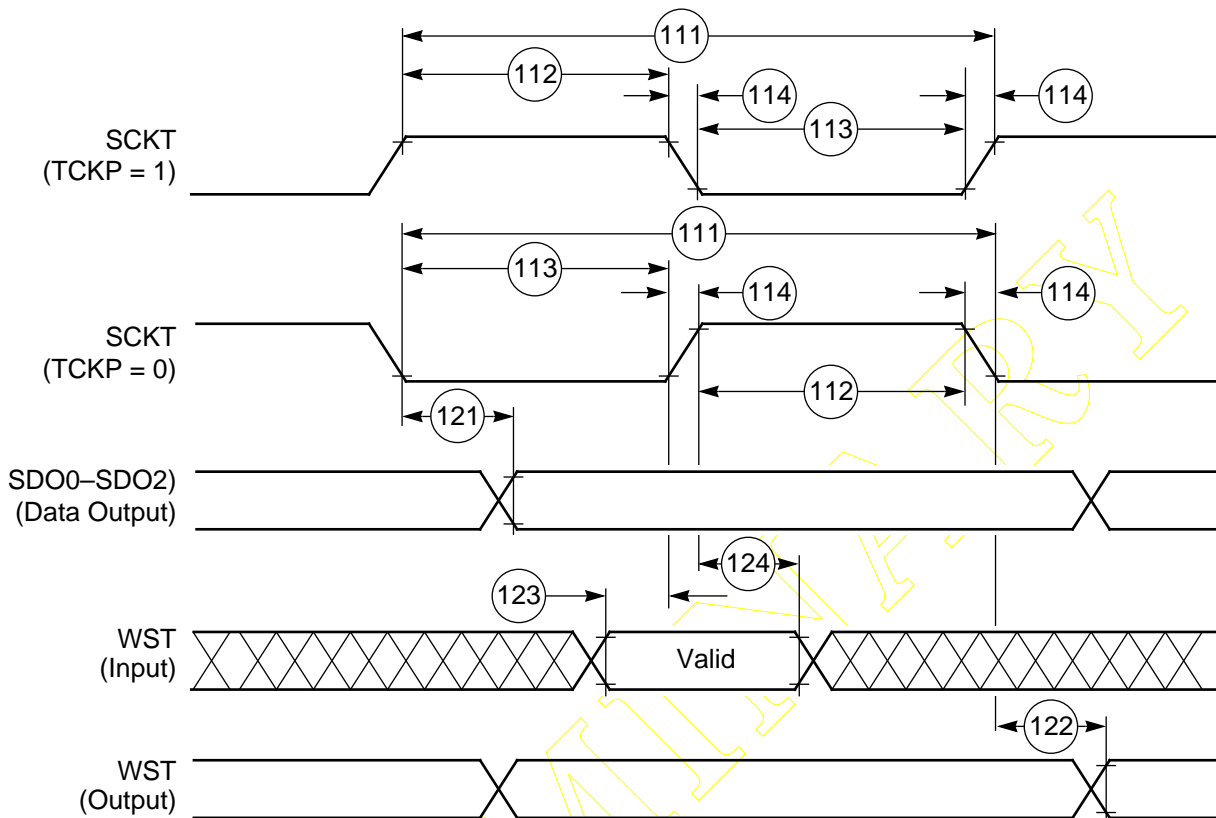 111
112
114
114
113
SCKT
(TCKP = 1)
111
113
114
114
SCKT
(TCKP = 0)
112
121
SDO0–SDO2)
(Data Output)
124
123
WST
(Input)
Valid
122
WST
(Output)